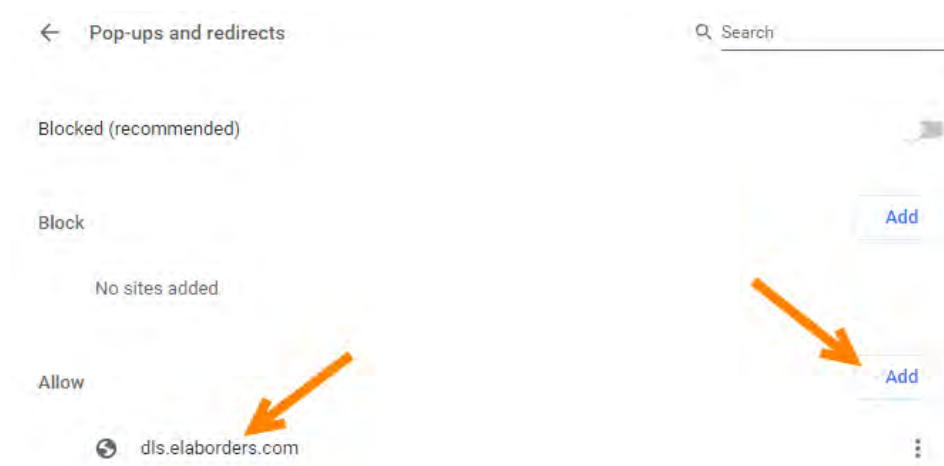 Pop-ups and redirects
Search
Blocked (recommended)
Block
Add
No sites added
Allow
Add
dls.elaborders.com